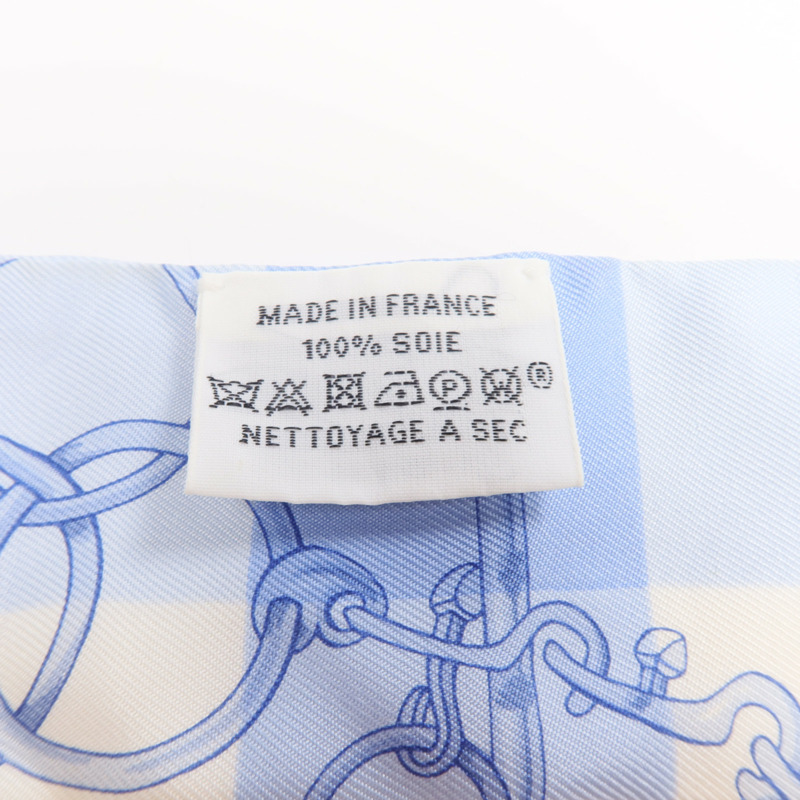 MADE IN FRANCE
100% SOIE
P W ®
NETTOYAGE A SEC